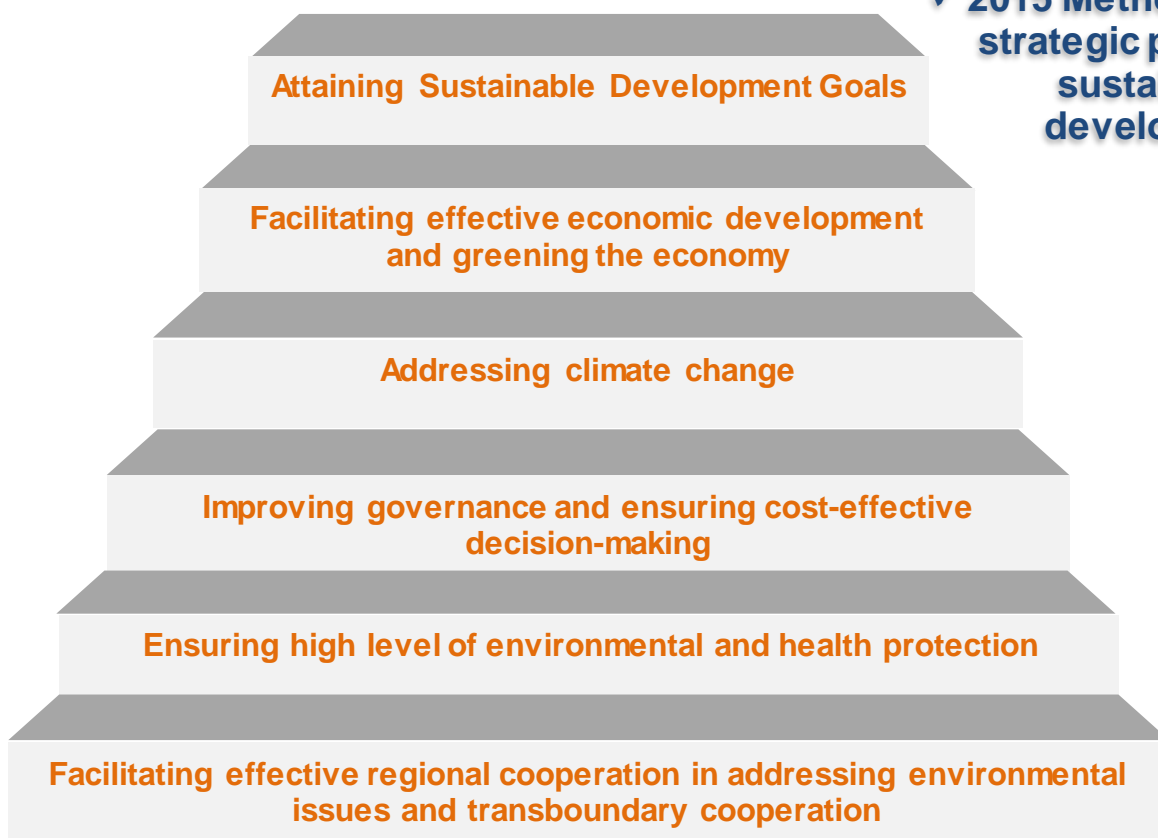 2015
strategic
Attaining Sustainable Development Goals
Facilitating effective economic development
and greening the economy
Addressing climate change
Improving governance and ensuring cost-effective
decision-making
Ensuring high level of environmental and health protection
Facilitating effective regional cooperation in addressing environmental
issues and transboundary cooperation